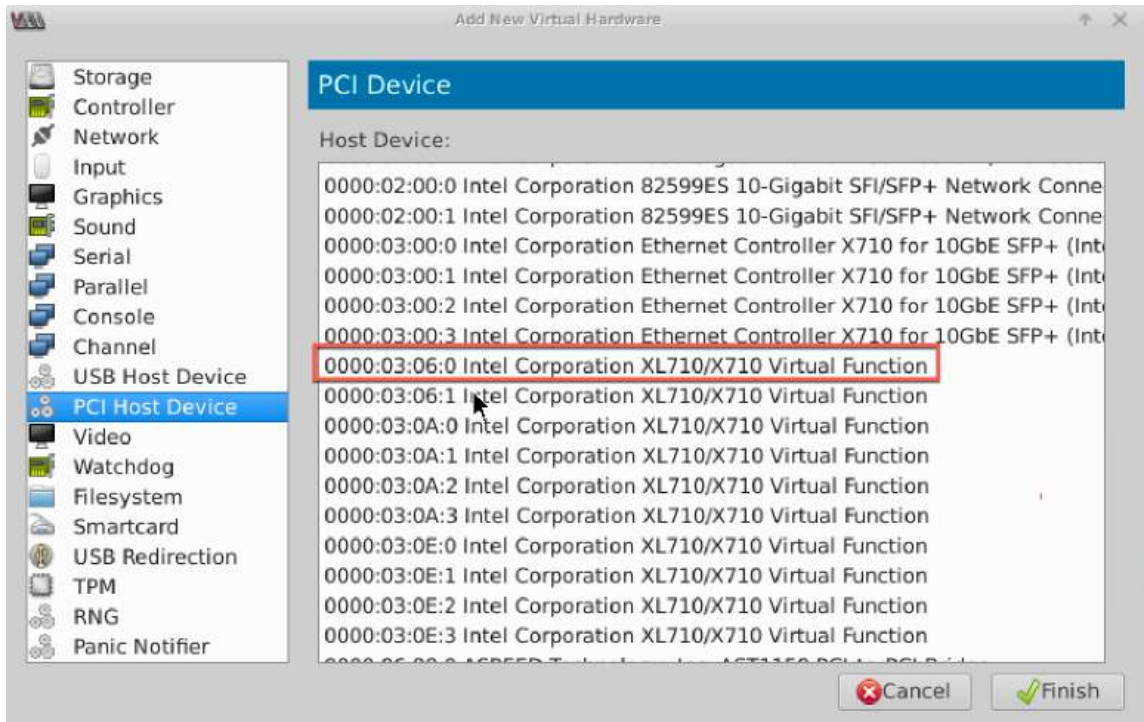 Add New Virtual Hardware
Storage
Controller
Network
Input
Graphics
Sound
Serial
Parallel
Console
Channel
USB Host Device
PCI Host Device
Video
Watchdog
Filesystem
Smartcard
USB Redirection
TPM
RNG
Panic Notifier
PCI Device
Host Device:
0000:02:00:0 Intel Corporation 82599ES 10-Gigabit SFI/SFP+ Network Conne
0000:02:00:1 Intel Corporation 82599ES 10-Gigabit SFI/SFP+ Network Conne
0000:03:00:0 Intel Corporation Ethernet Controller X710 for 10GbE SFP+ (Int
0000:03:00:1 Intel Corporation Ethernet Controller X710 for 10GbE SFP+ (Int
0000:03:00:2 Intel Corporation Ethernet Controller X710 for 10GbE SFP+ (Int
0000:03:00:3 Intel Corporation Ethernet Controller X710 for 10GbE SFP+ (Int
0000:03:06:0 Intel Corporation XL710/X710 Virtual Function
0000:03:06:1 Intel Corporation XL710/X710 Virtual Function
0000:03:0A:0 Intel Corporation XL710/X710 Virtual Function
0000:03:0A:1 Intel Corporation XL710/X710 Virtual Function
0000:03:0A:2 Intel Corporation XL710/X710 Virtual Function
0000:03:0A:3 Intel Corporation XL710/X710 Virtual Function
0000:03:0E:0 Intel Corporation XL710/X710 Virtual Function
0000:03:0E:1 Intel Corporation XL710/X710 Virtual Function
0000:03:0E:2 Intel Corporation XL710/X710 Virtual Function
0000:03:0E:3 Intel Corporation XL710/X710 Virtual Function
Cancel
Finish